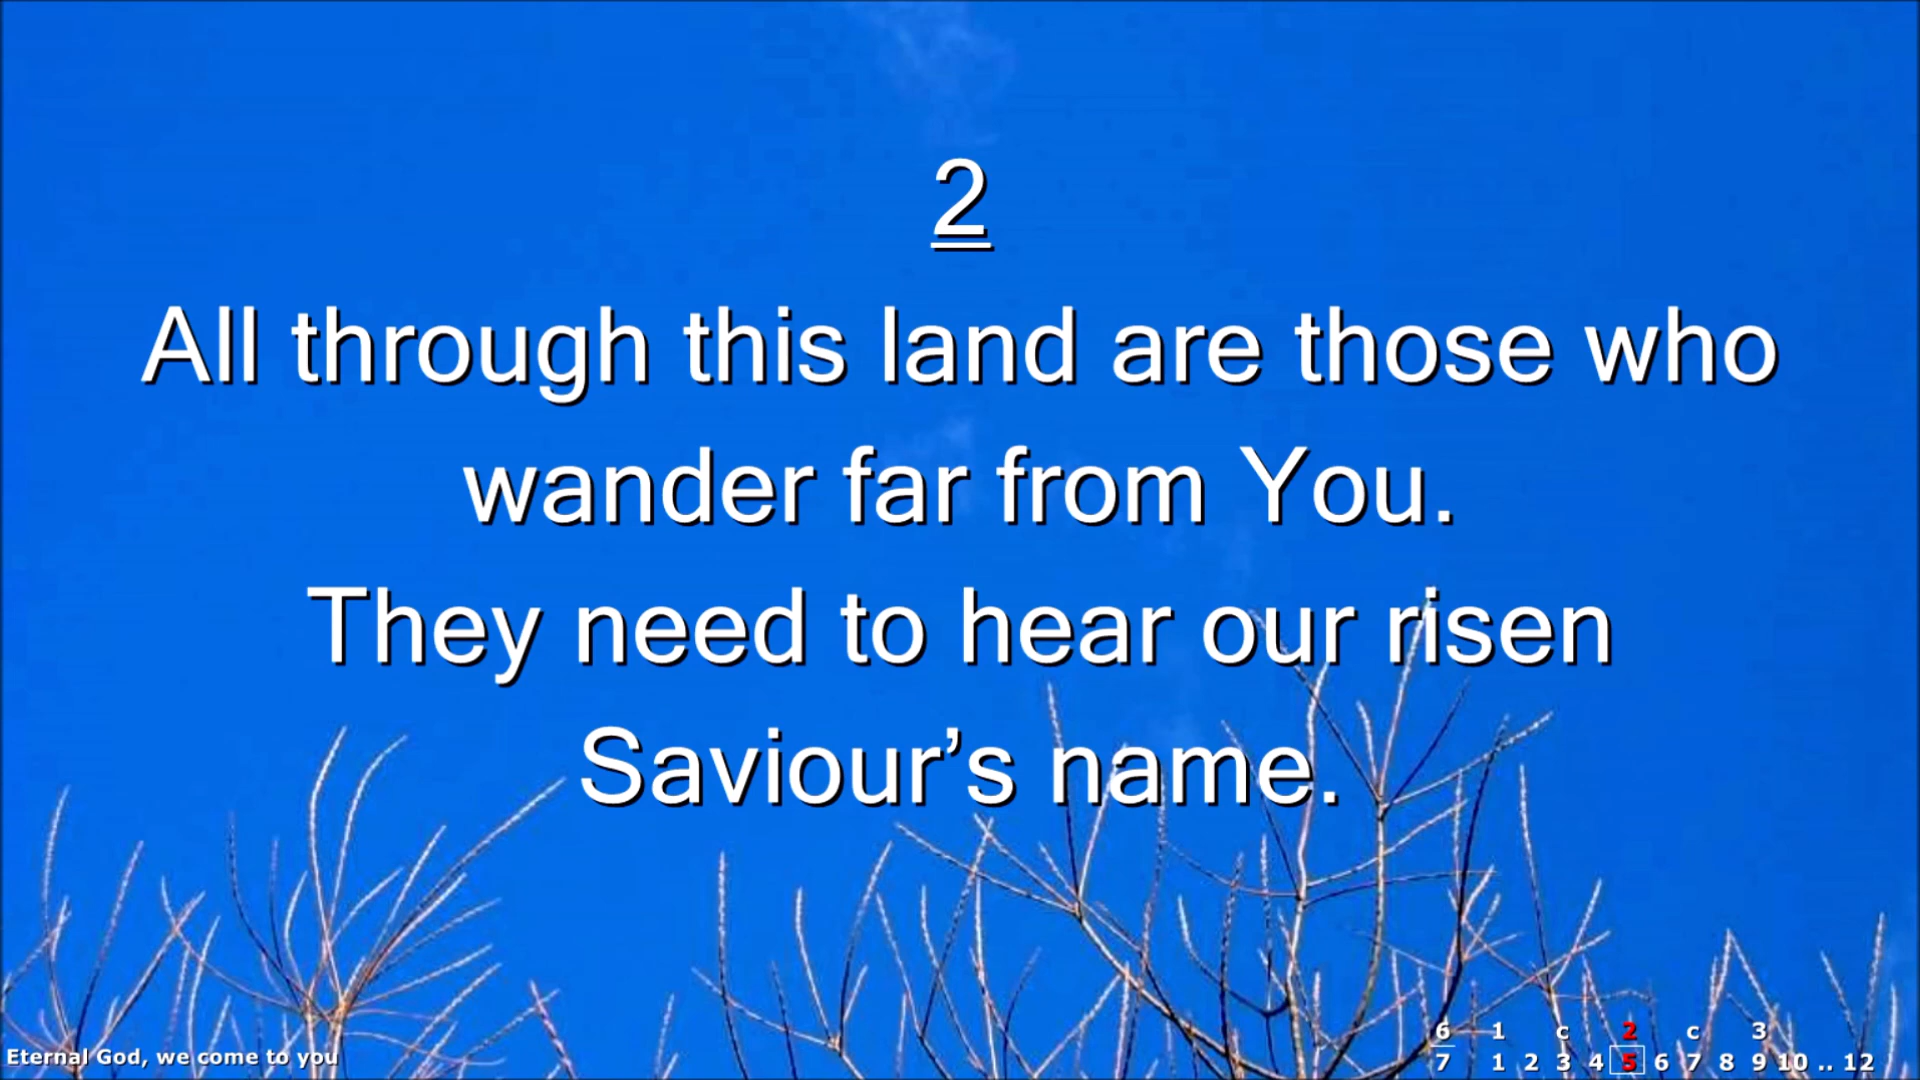 2
All through this land are those who
wander far from You.
They need to hear our risen
Saviour’s name.
6 1 c 2 c 3
Eternal God, we come to you
7 1 2 3 4 5 6 7 8 9 10 .. 12